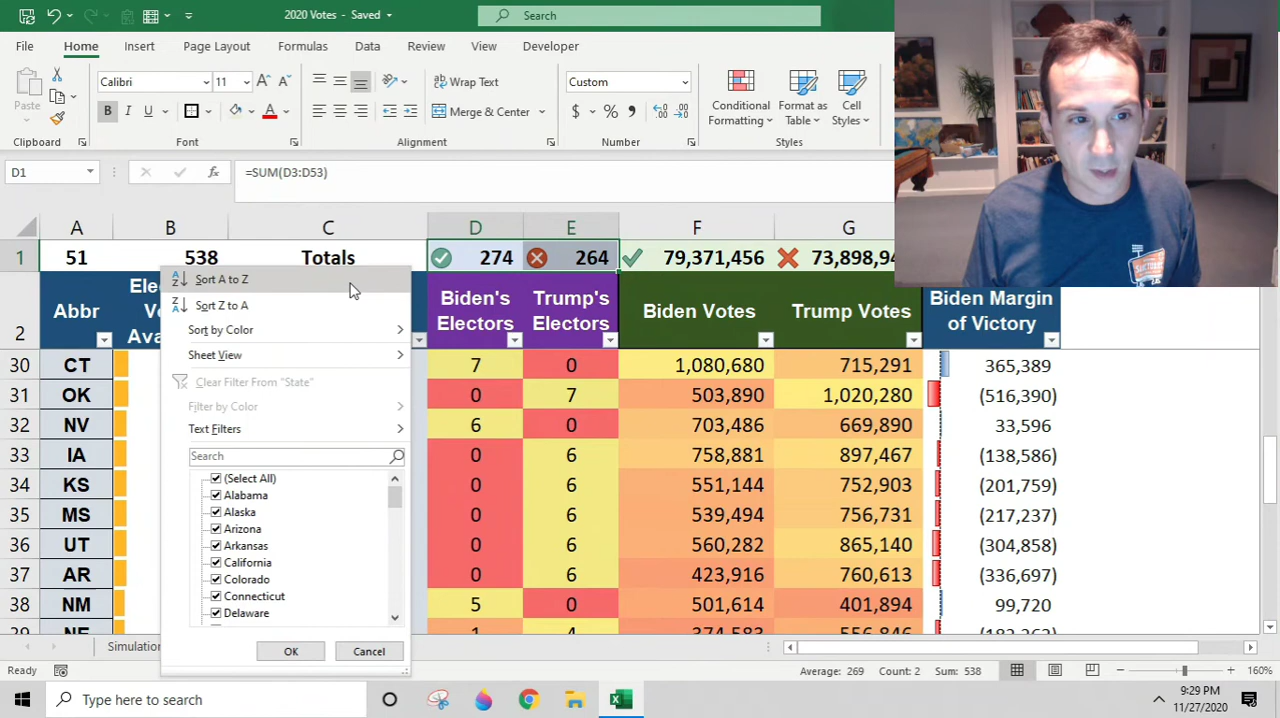 2020 Votes - Saved
Search
File Home Insert Page Layout Formulas Data Review View Developer
Paste
Calibri 11
Wrap Text
Merge & Center
Custom
Conditional Formatting
Format as Table
Cell Styles
Clipboard Font Alignment Number Styles
D1 =SUM(D3:D53)
A B C D E F G
1 51 538 Totals 274 264 79,371,456
2 Abbr
Biden's Electors
Trump's Electors
Biden Votes
Trump Votes
Biden Margin of Victory
Sort A to Z
Sort Z to A
Sort by Color
Sheet View
Clear Filter From "State"
Filter by Color
Text Filters
Search
(Select All)
Alabama
Alaska
Arizona
Arkansas
California
Colorado
Connecticut
Delaware
OK Cancel
30 CT 7 0 1,080,680 715,291 365,389
31 OK 0 7 503,890 1,020,280 (516,390)
32 NV 6 0 703,486 669,890 33,596
33 IA 0 6 758,881 897,467 (138,586)
34 KS 0 6 551,144 752,903 (201,759)
35 MS 0 6 539,494 756,731 (217,237)
36 UT 0 6 560,282 865,140 (304,858)
37 AR 0 6 423,916 760,613 (336,697)
38 NM 5 0 501,614 401,894 99,720
Ready
Average: 269 Count: 2 Sum: 538
160%
Type here to search
9:29 PM
11/27/2020